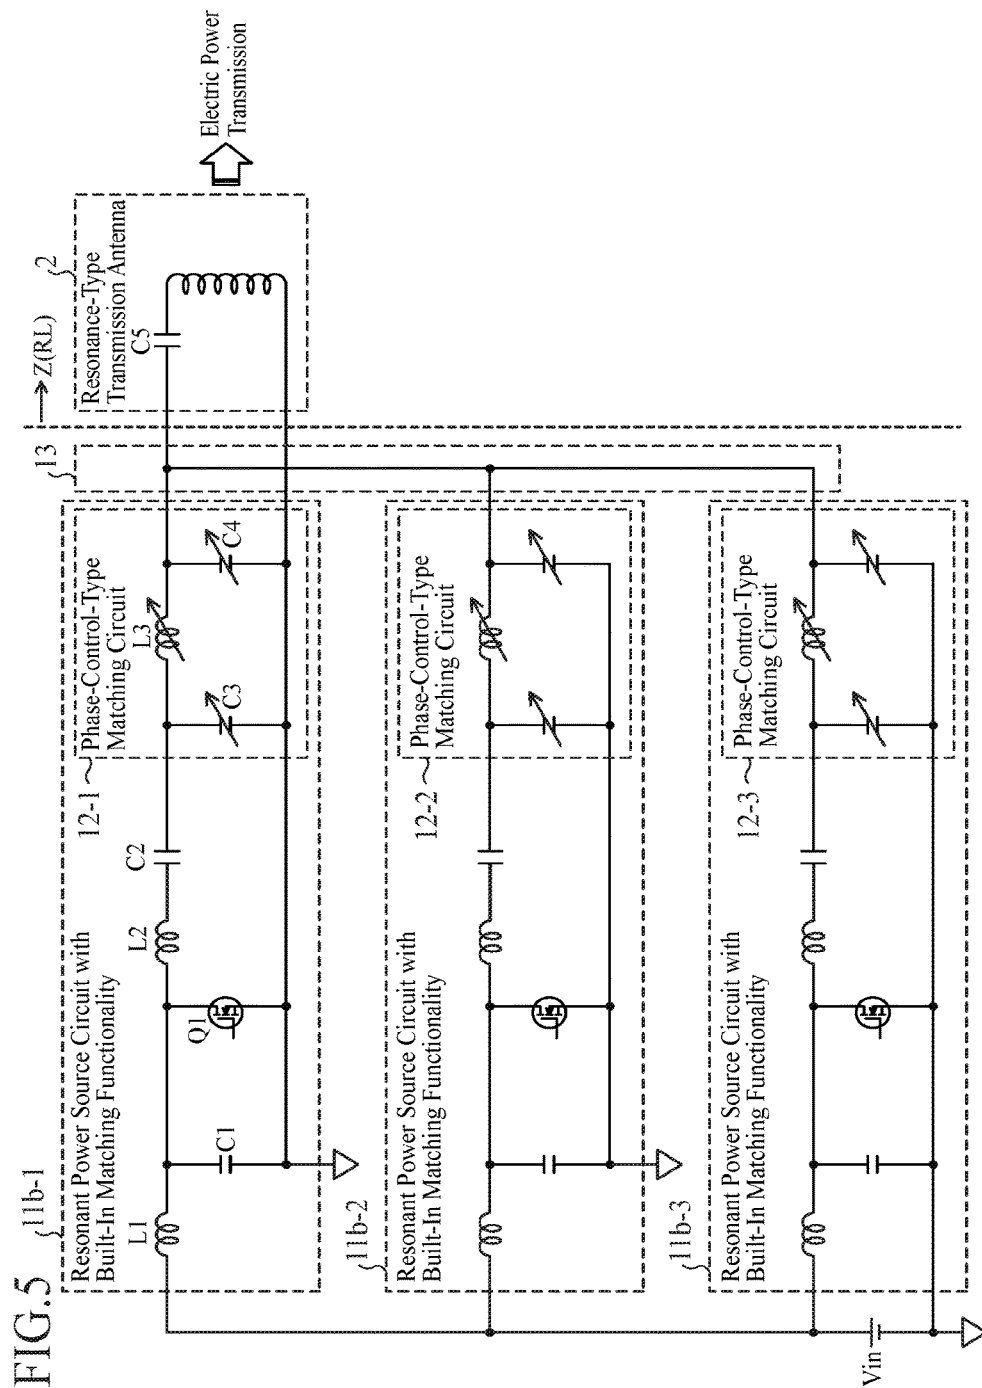 FIG.5
11b-1
Resonant Power Source Circuit with
Built-In Matching Functionality
L1
C1
Q1
L2
C2
12-1
Phase-Control-Type
Matching Circuit
C3
L3
C4
13
Z(RL)
2
Resonance-Type
Transmission Antenna
C5
Electric Power
Transmission
11b-2
Resonant Power Source Circuit with
Built-In Matching Functionality
12-2
Phase-Control-Type
Matching Circuit
11b-3
Resonant Power Source Circuit with
Built-In Matching Functionality
12-3
Phase-Control-Type
Matching Circuit
Vin